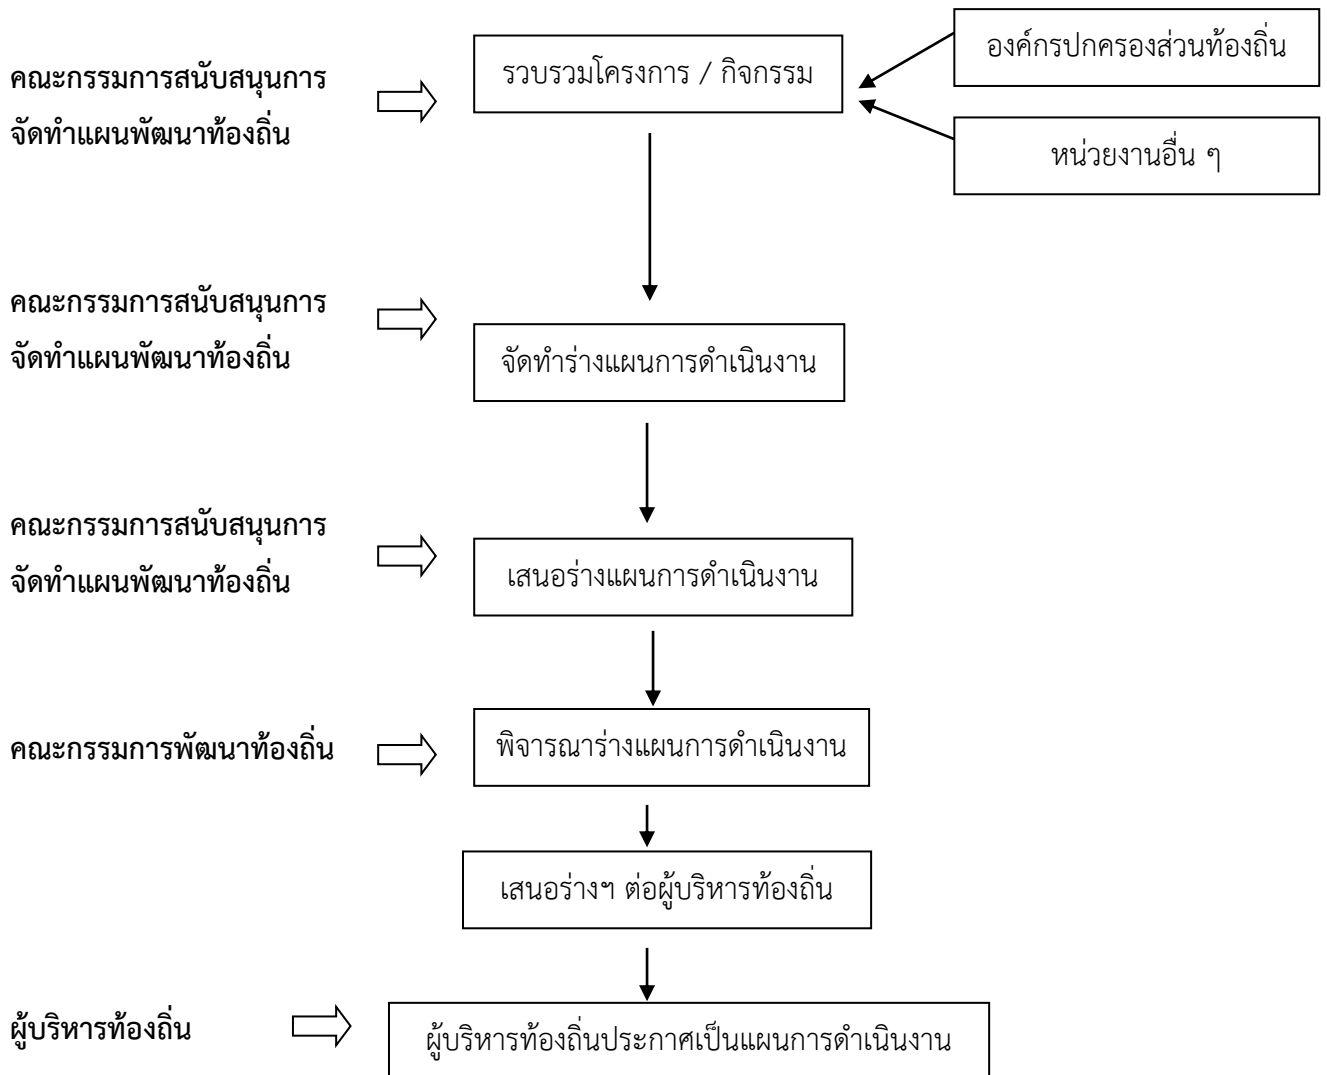 องค์กรปกครองส่วนท้องถิ่น
คณะกรรมการสนับสนุนการ
จัดทำแผนพัฒนาท้องถิ่น
รวบรวมโครงการ / กิจกรรม
หน่วยงานอื่น ๆ
คณะกรรมการสนับสนุนการ
จัดทำแผนพัฒนาท้องถิ่น
จัดทำร่างแผนการดำเนินงาน
คณะกรรมการสนับสนุนการ
จัดทำแผนพัฒนาท้องถิ่น
เสนอร่างแผนการดำเนินงาน
คณะกรรมการพัฒนาท้องถิ่น
พิจารณาร่างแผนการดำเนินงาน
เสนอร่างฯ ต่อผู้บริหารท้องถิ่น
ผู้บริหารท้องถิ่น
ผู้บริหารท้องถิ่นประกาศเป็นแผนการดำเนินงาน